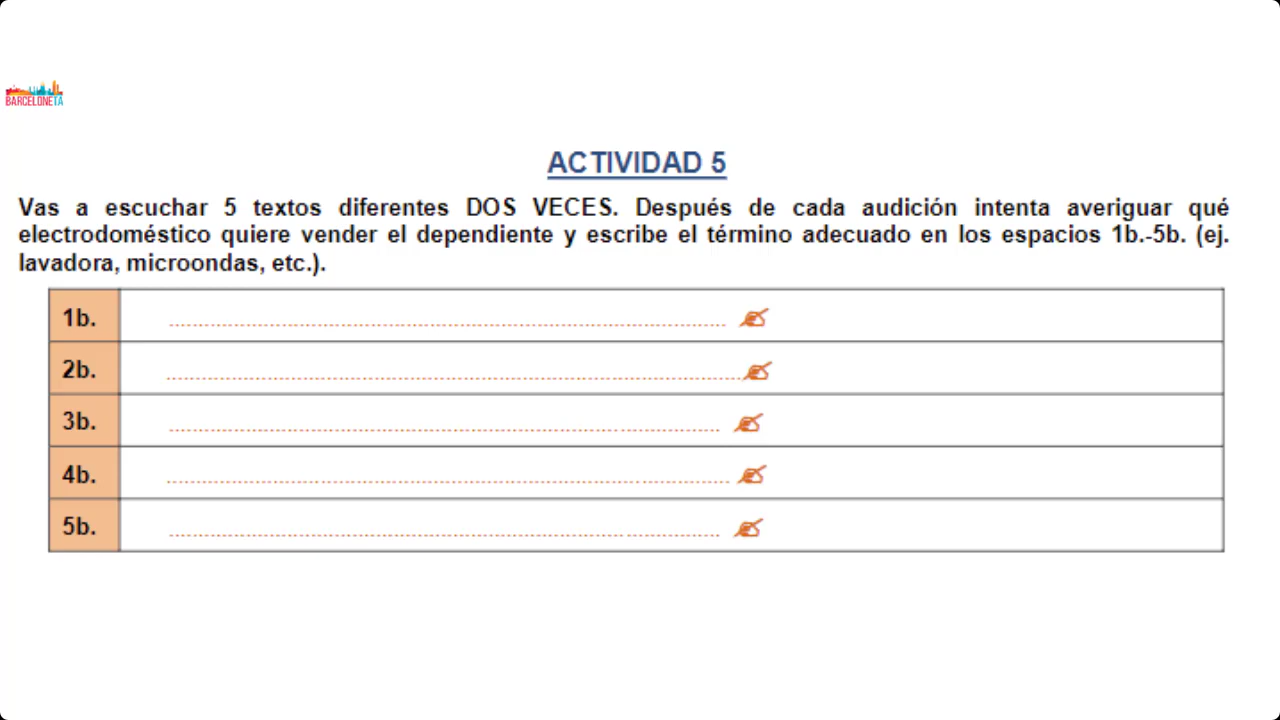 BARCELONETA
ACTIVIDAD 5
Vas a escuchar 5 textos diferentes DOS VECES. Después de cada audición intenta averiguar qué
electrodoméstico quiere vender el dependiente y escribe el término adecuado en los espacios 1b.-5b. (ej.
lavadora, microondas, etc.).
1b. ........................................................................................
2b. ........................................................................................
3b. ........................................................................................
4b. ........................................................................................
5b. ........................................................................................